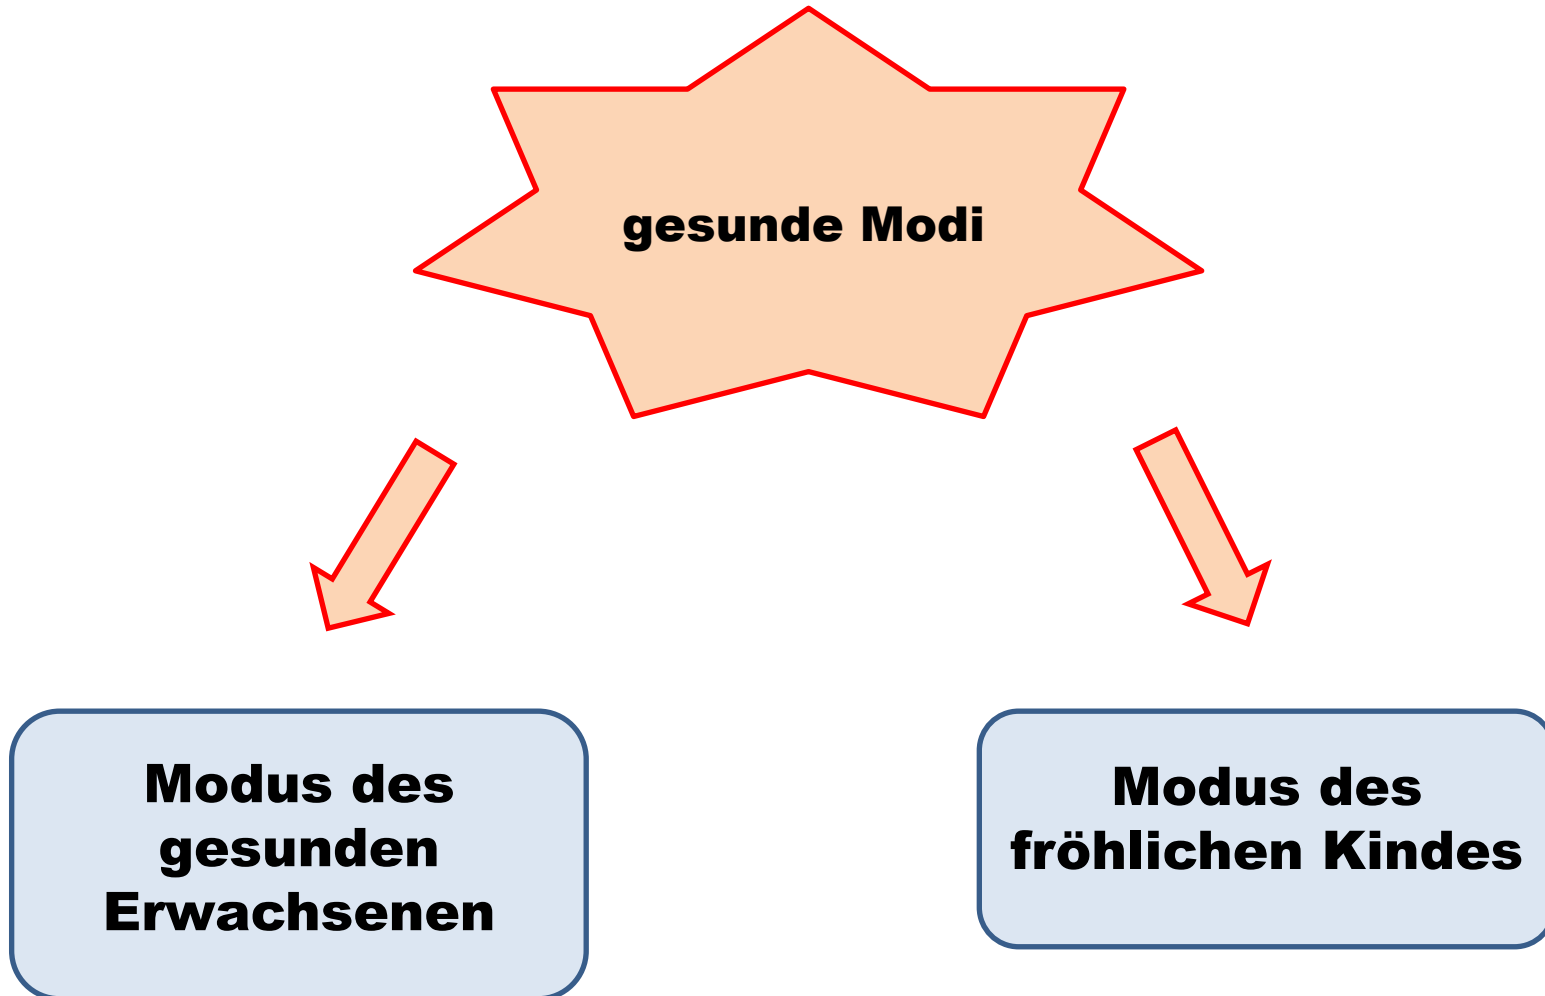 gesunde Modi
Modus des
gesunden
Erwachsenen
Modus des
fröhlichen Kindes